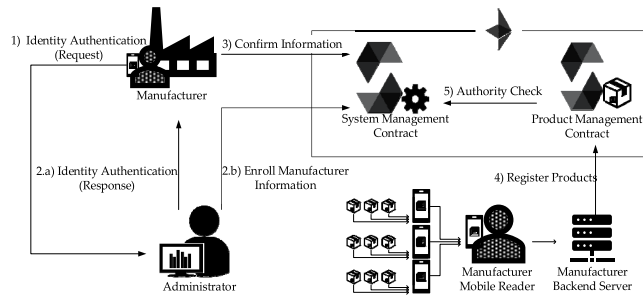 1) Identity Authentication
(Request)
3) Confirm Information
Manufacturer
5) Authority Check
System Management
Contract
Product Management
Contract
2.a) Identity Authentication
(Response)
2.b) Enroll Manufacturer
Information
4) Register Products
Administrator
Manufacturer
Mobile Reader
Manufacturer
Backend Server